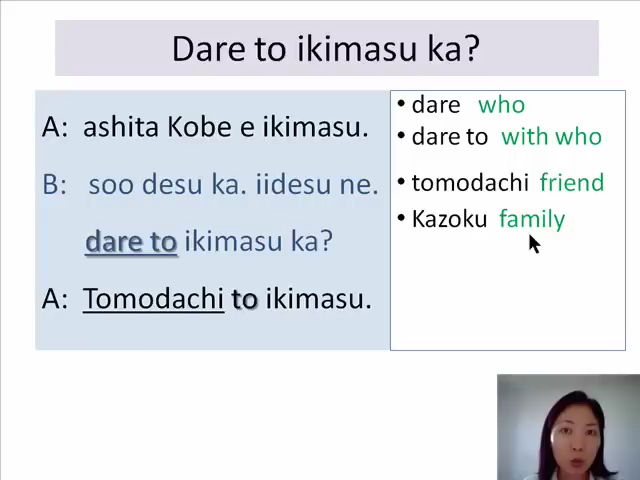 Dare to ikimasu ka?
A: ashita Kobe e ikimasu.
B: soo desu ka. iidesu ne.
dare to ikimasu ka?
A: Tomodachi to ikimasu.
• dare who
• dare to with who
• tomodachi friend
• Kazoku family